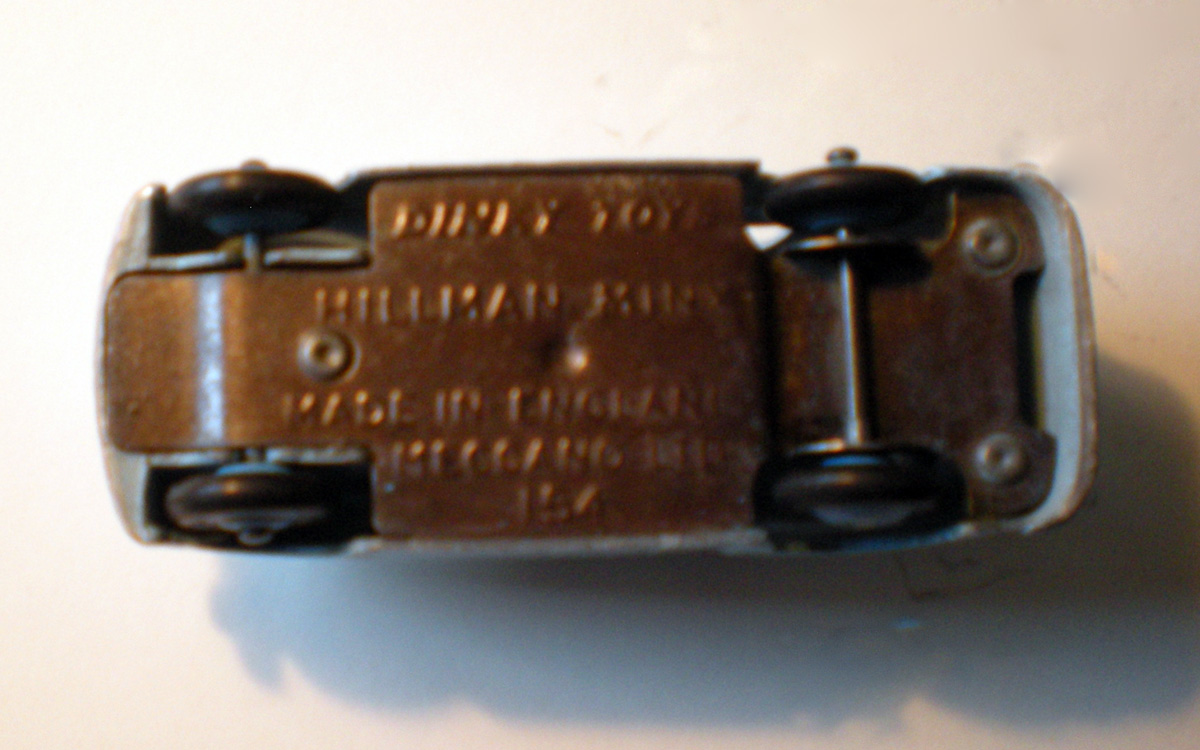 DINKY TOY
HILLMAN MINX
MADE IN ENGLAND
MECCANO LTD
154